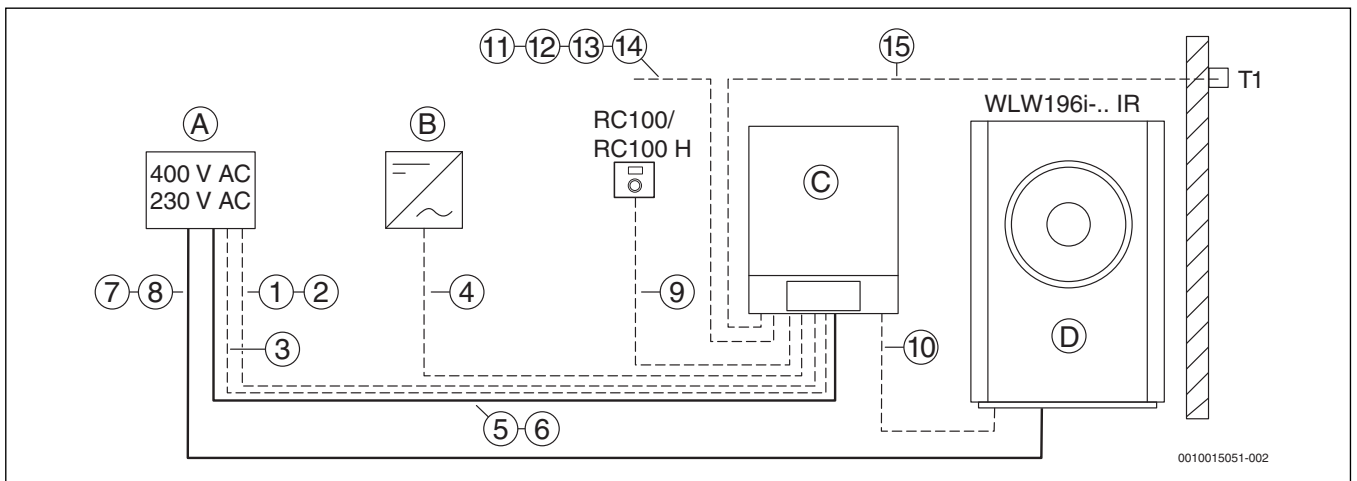 11 12 13 14
15
T1
WLW196i-.. IR
A
B
RC100/
RC100 H
400 V AC
230 V AC
C
7 8
1 2
4
9
D
3
10
5 6
0010015051-002